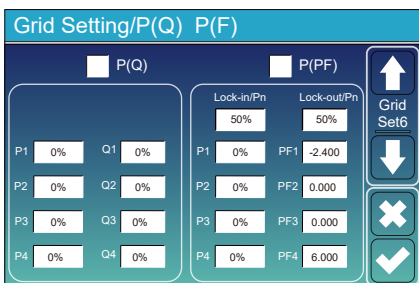 Grid Setting/P(Q) P(F)
P(Q) P(PF)
Lock-in/Pn Lock-out/Pn
50% 50%
P1 0% Q1 0% P1 0% PF1 -2.400
P2 0% Q2 0% P2 0% PF2 0.000
P3 0% Q3 0% P3 0% PF3 0.000
P4 0% Q4 0% P4 0% PF4 6.000
Grid
Set6